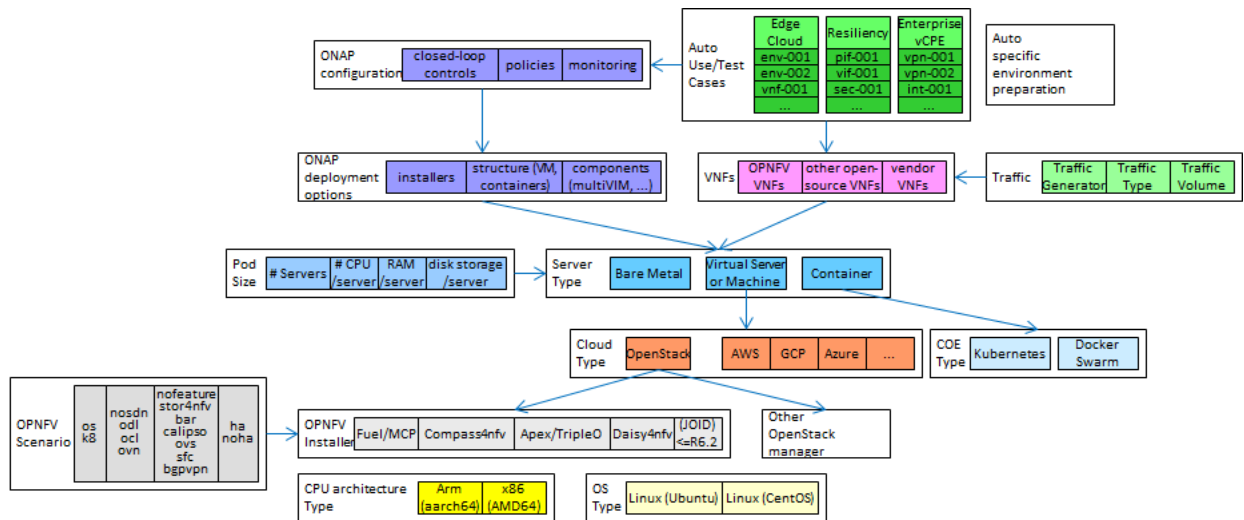 ONAP
configuration
closed-loop
controls
policies
monitoring
Auto
Use/Test
Cases
Edge
Cloud
env-001
env-002
vnf-001
...
Resiliency
pif-001
vif-001
sec-001
...
Enterprise
vCPE
vpn-001
vpn-002
int-001
...
Auto
specific
environment
preparation
ONAP
deployment
options
installers
structure (VM,
containers)
components
(multiVIM, ...)
VNFs
OPNFV
VNFs
other open-
source VNFs
vendor
VNFs
Traffic
Traffic
Generator
Traffic
Type
Traffic
Volume
Pod
Size
# Servers
# CPU
/server
RAM
/server
disk storage
/server
Server
Type
Bare Metal
Virtual Server
or Machine
Container
Cloud
Type
OpenStack
AWS
GCP
Azure
...
COE
Type
Kubernetes
Docker
Swarm
OPNFV
Scenario
os
k8
nosdn
odl
ocl
ovn
nofeature
stor4nfv
bar
calipso
ovs
sfc
bgpvpn
ha
noha
OPNFV
Installer
Fuel/MCP
Compass4nfv
Apex/TripleO
Daisy4nfv
(JOID)
<=R6.2
Other
OpenStack
manager
CPU architecture
Type
Arm
(aarch64)
x86
(AMD64)
OS
Type
Linux (Ubuntu)
Linux (CentOS)